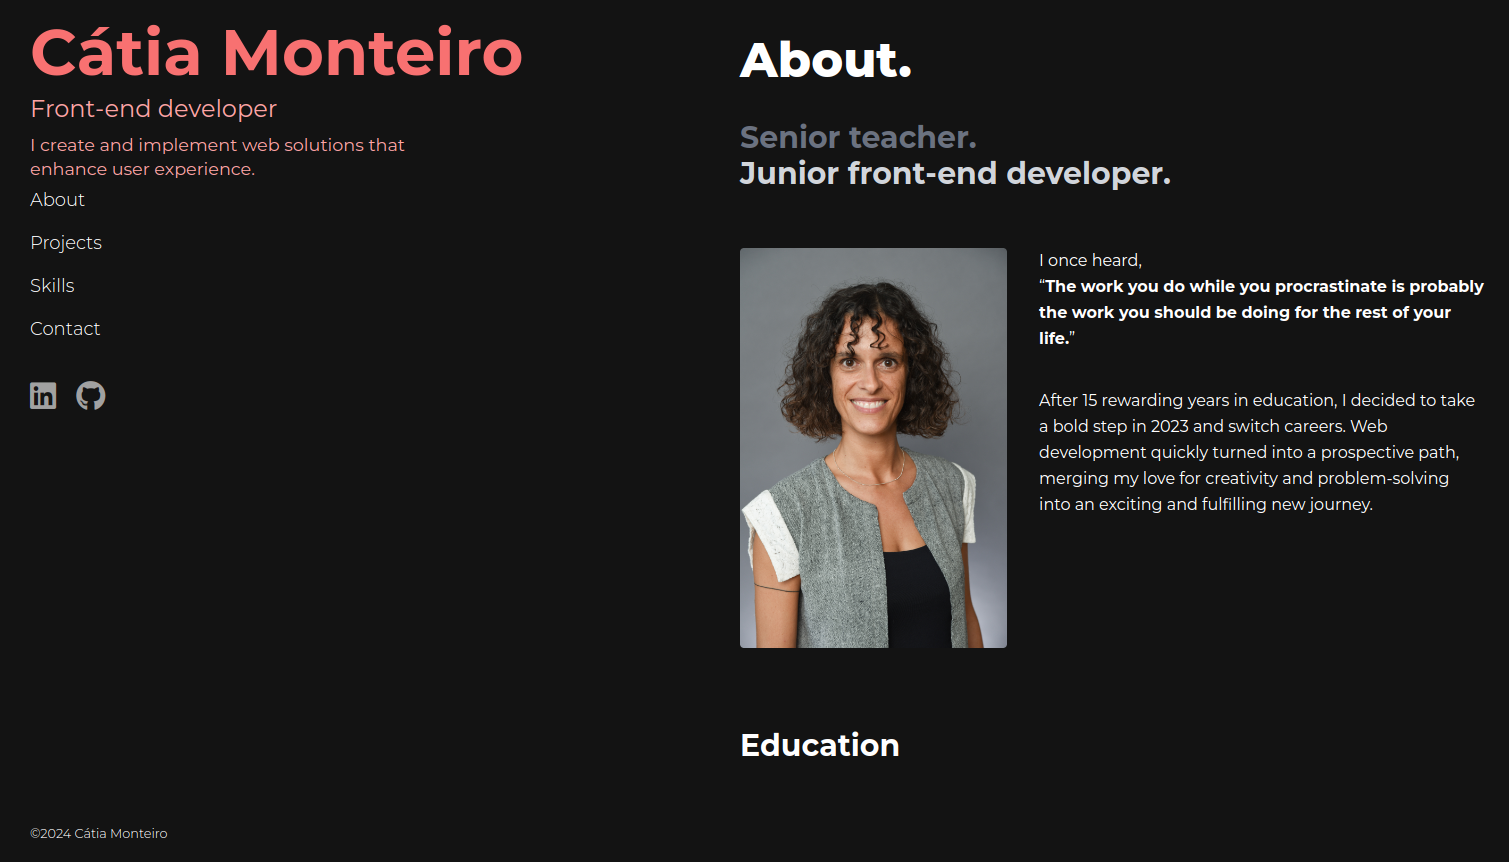 Cátia Monteiro
Front-end developer
I create and implement web solutions that
enhance user experience.
About
Projects
Skills
Contact
in
©2024 Cátia Monteiro
About.
Senior teacher.
Junior front-end developer.
I once heard,
“The work you do while you procrastinate is probably
the work you should be doing for the rest of your
life.”
After 15 rewarding years in education, I decided to take
a bold step in 2023 and switch careers. Web
development quickly turned into a prospective path,
merging my love for creativity and problem-solving
into an exciting and fulfilling new journey.
Education